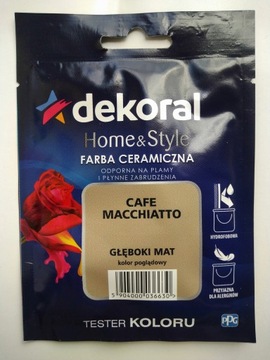 dekoral
Home&Style
FARBA CERAMICZNA
ODPORNA NA PLAMY
I PŁYNNE ZABRUDZENIA
CAFE
MACCHIATTO
GŁĘBOKI MAT
kolor poglądowy
5904000036630
HYDROFOBOWA
PRZYJAZNA
DLA ALERGIKÓW
TESTER KOLORU
PPG